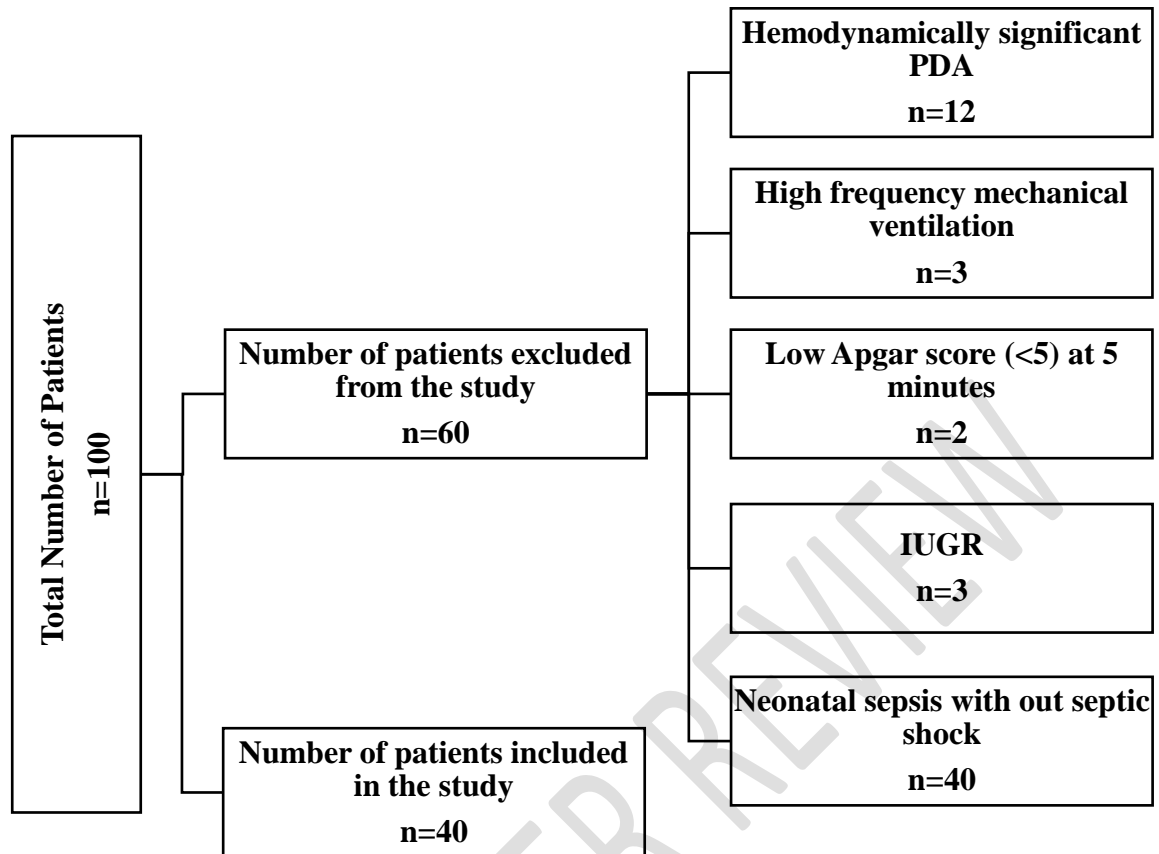 Total Number of Patients
n=100
Number of patients excluded
from the study
n=60
Number of patients included
in the study
n=40
Hemodynamically significant
PDA
n=12
High frequency mechanical
ventilation
n=3
Low Apgar score (<5) at 5
minutes
n=2
IUGR
n=3
Neonatal sepsis with out septic
shock
n=40
ER REVIEW